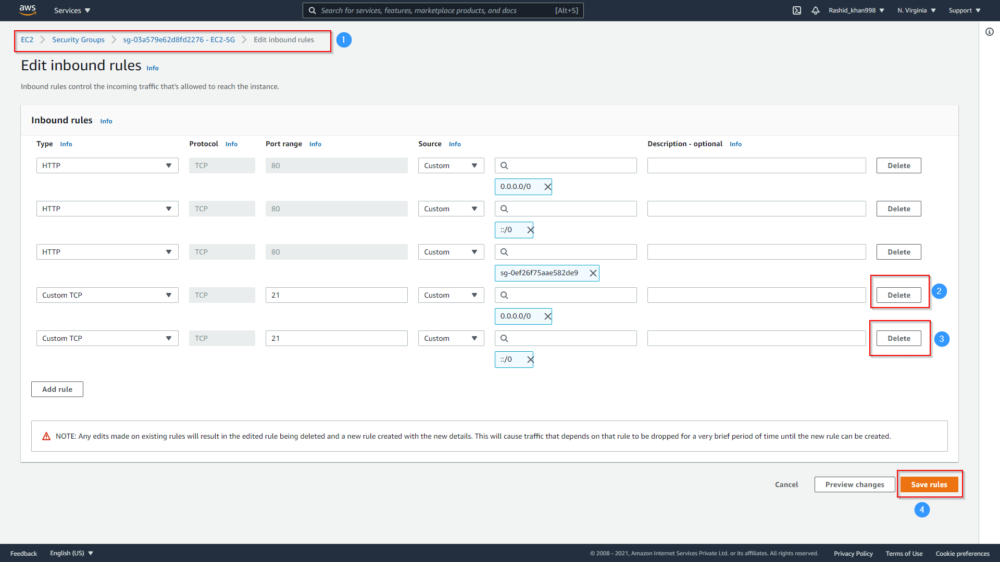 aws Services Search for services, features, marketplace products, and docs [Alt+S] Rashid_khan998 N. Virginia Support
EC2 Security Groups sg-03a579e62d8fd2276 - EC2-SG Edit inbound rules 1
Edit inbound rules Info
Inbound rules control the incoming traffic that's allowed to reach the instance.
Inbound rules Info
Type Info Protocol Info Port range Info Source Info Description - optional Info
HTTP TCP 80 Custom Delete
0.0.0.0/0
HTTP TCP 80 Custom Delete
::/0
HTTP TCP 80 Custom Delete
sg-0ef26f75aae582de9
Custom TCP TCP 21 Custom Delete 2
0.0.0.0/0
Custom TCP TCP 21 Custom Delete 3
::/0
Add rule
NOTE: Any edits made on existing rules will result in the edited rule being deleted and a new rule created with the new details. This will cause traffic that depends on that rule to be dropped for a very brief period of time until the new rule can be created.
Cancel Preview changes Save rules
4
Feedback English (US) © 2008 - 2021, Amazon Internet Services Private Ltd. or its affiliates. All rights reserved. Privacy Policy Terms of Use Cookie preferences